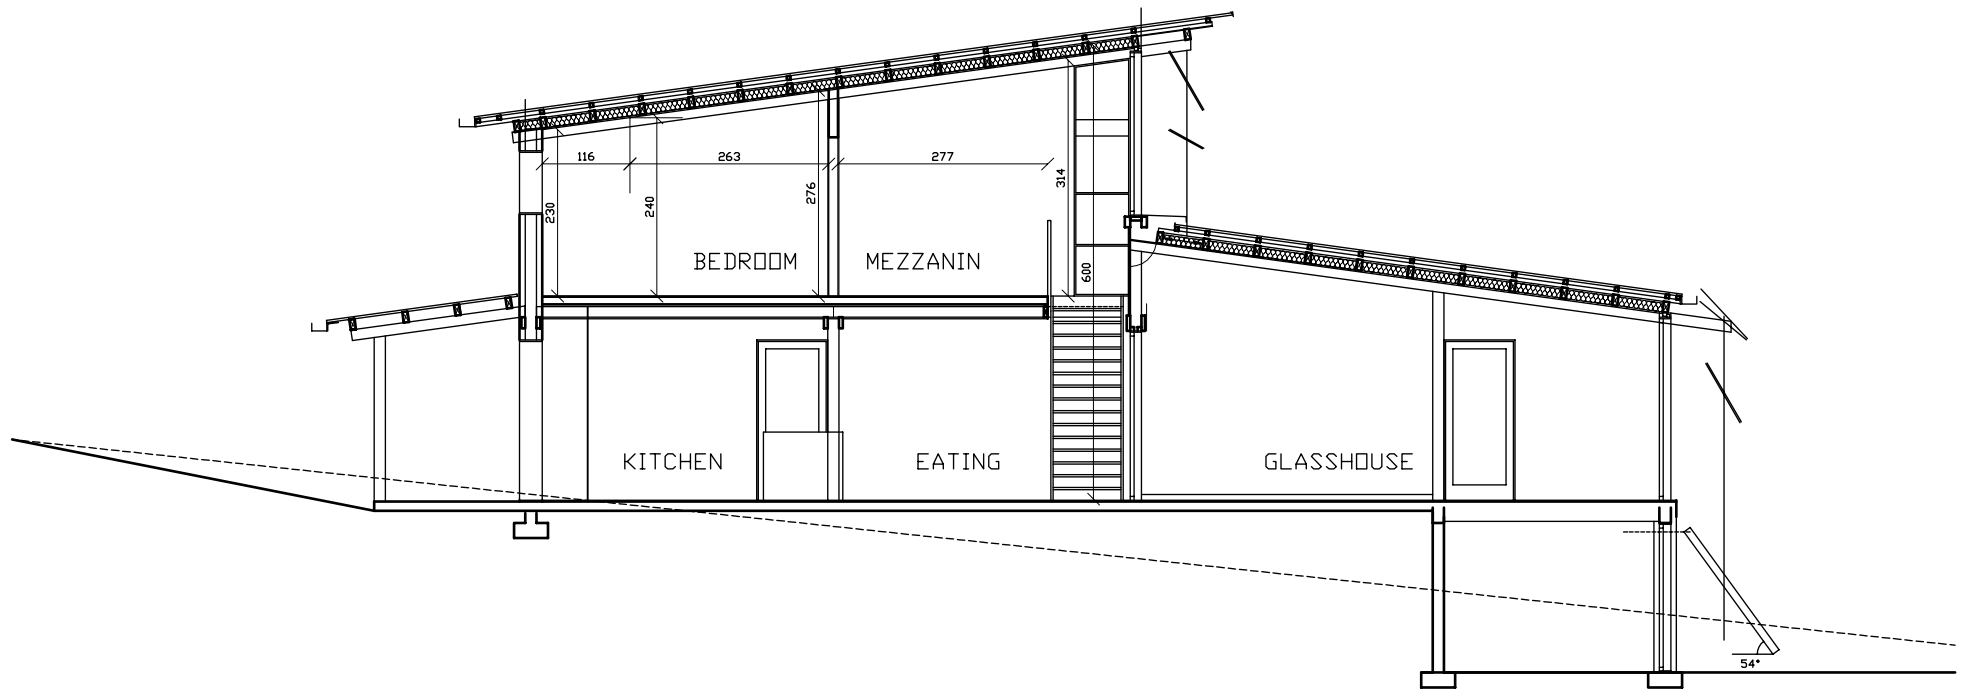 116
263
277
314
276
240
230
BEDROOM
MEZZANIN
600
KITCHEN
EATING
GLASSHOUSE
54°